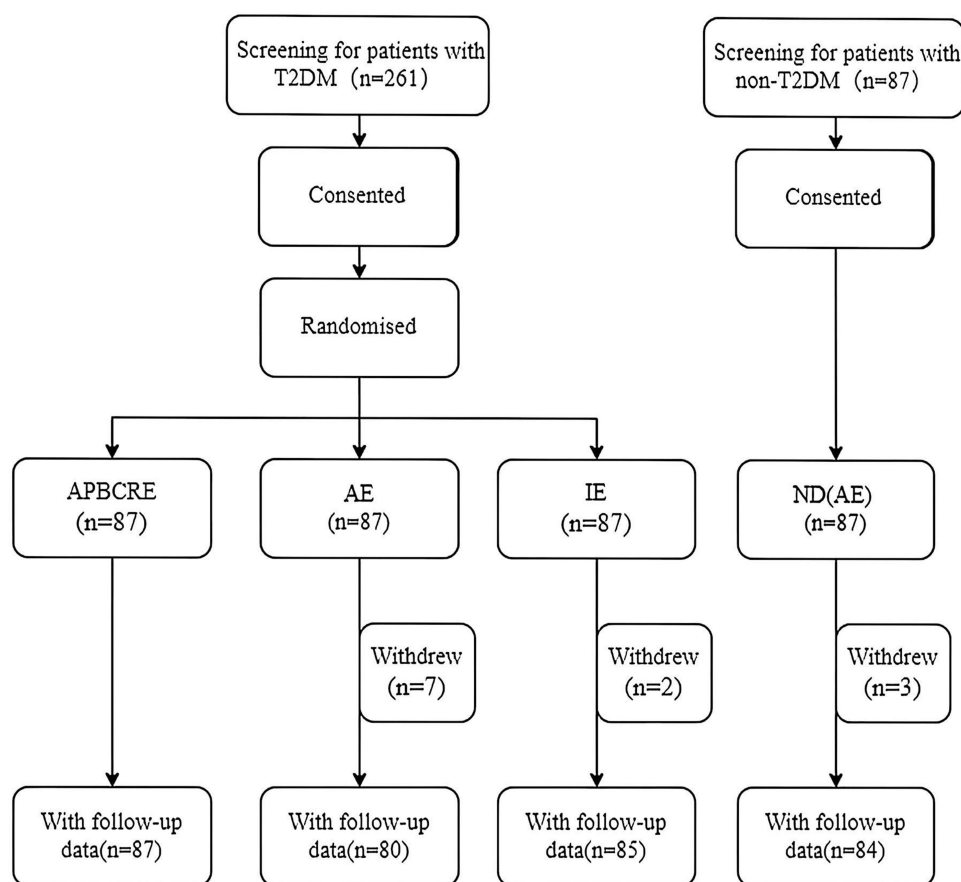 Screening for patients with
T2DM（n=261)
Screening for patients with
non-T2DM（n=87)
Consented
Consented
Randomised
APBCRE
(n=87)
AE
(n=87)
IE
(n=87)
ND(AE)
(n=87)
Withdrew
(n=7)
Withdrew
(n=2)
Withdrew
(n=3)
With follow-up
data(n=87)
With follow-up
data(n=80)
With follow-up
data(n=85)
With follow-up
data(n=84)